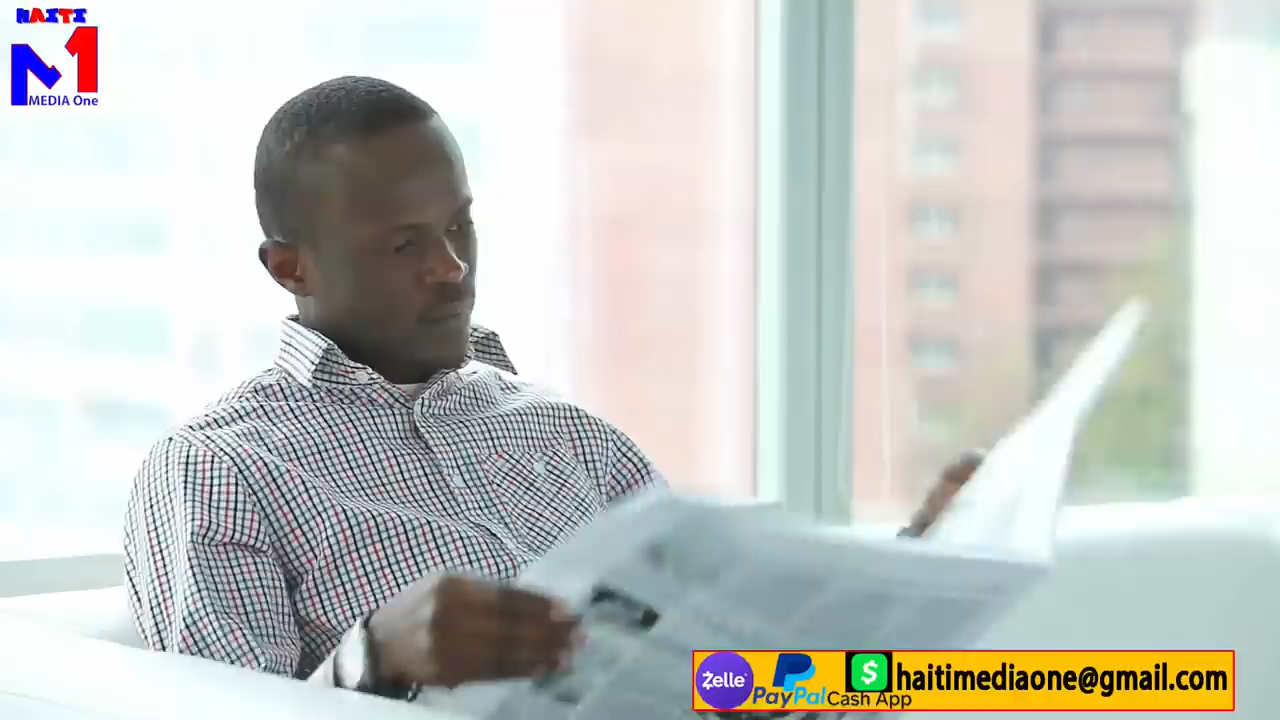 HAITI
M1
MEDIA One
Zelle
PayPal
$
Cash App
haitimediaone@gmail.com